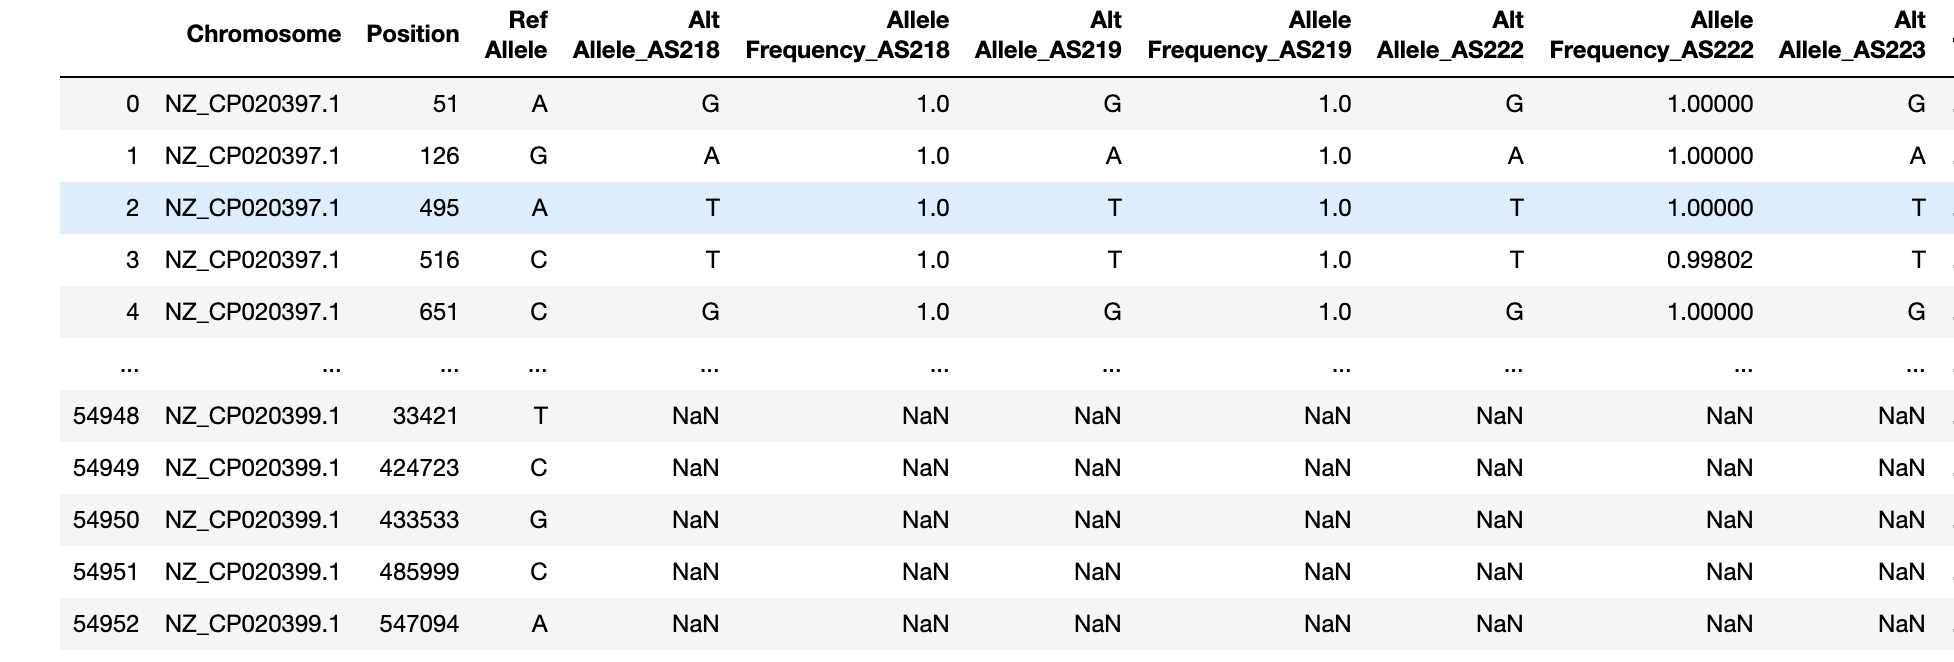 Chromosome Position Ref Allele Alt Allele_AS218 Allele Frequency_AS218 Alt Allele_AS219 Allele Frequency_AS219 Alt Allele_AS222 Allele Frequency_AS222 Alt Allele_AS223
0 NZ_CP020397.1 51 A G 1.0 G 1.0 G 1.00000 G
1 NZ_CP020397.1 126 G A 1.0 A 1.0 A 1.00000 A
2 NZ_CP020397.1 495 A T 1.0 T 1.0 T 1.00000 T
3 NZ_CP020397.1 516 C T 1.0 T 1.0 T 0.99802 T
4 NZ_CP020397.1 651 C G 1.0 G 1.0 G 1.00000 G
... ... ... ... ... ... ... ... ... ... ...
54948 NZ_CP020399.1 33421 T NaN NaN NaN NaN NaN NaN NaN
54949 NZ_CP020399.1 424723 C NaN NaN NaN NaN NaN NaN NaN
54950 NZ_CP020399.1 433533 G NaN NaN NaN NaN NaN NaN NaN
54951 NZ_CP020399.1 485999 C NaN NaN NaN NaN NaN NaN NaN
54952 NZ_CP020399.1 547094 A NaN NaN NaN NaN NaN NaN NaN